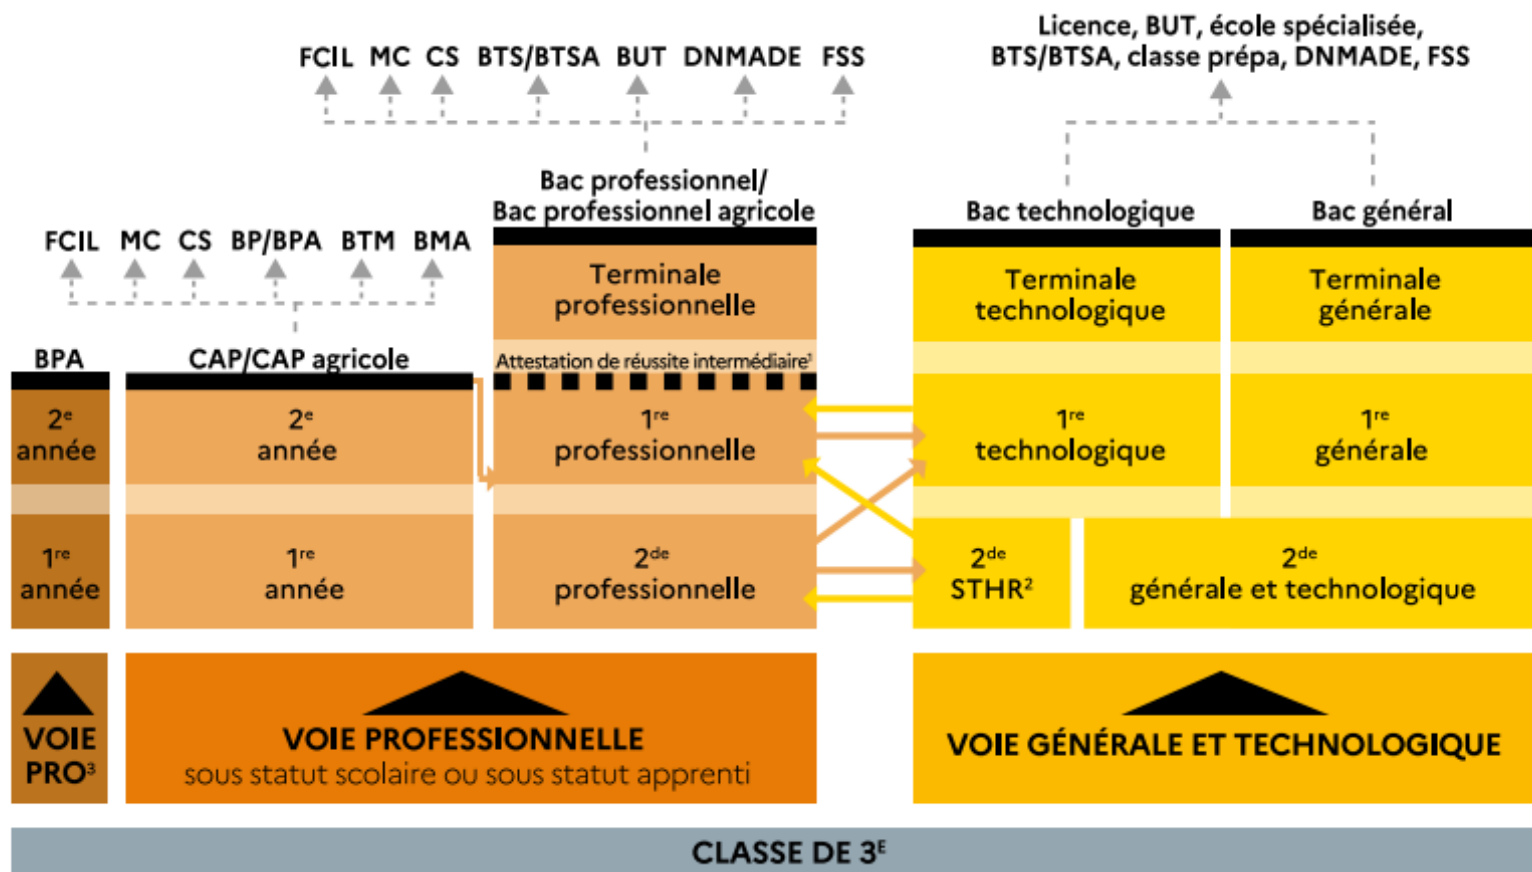 Licence, BUT, école spécialisée,
BTS/BTSA, classe prépa, DNMADE, FSS
FCIL MC CS BTS/BTSA BUT DNMADE FSS
Bac professionnel/
Bac professionnel agricole
Bac technologique
Bac général
FCIL MC CS BP/BPA BTM BMA
Terminale
professionnelle
Terminale
technologique
Terminale
générale
BPA
CAP/CAP agricole
Attestation de réussite intermédiaire³
2ᵉ
année
2ᵉ
année
1ʳᵉ
professionnelle
1ʳᵉ
technologique
1ʳᵉ
générale
1ʳᵉ
année
1ʳᵉ
année
2ᵈᵉ
professionnelle
2ᵈᵉ
STHR²
2ᵈᵉ
générale et technologique
VOIE
PRO³
VOIE PROFESSIONNELLE
sous statut scolaire ou sous statut apprenti
VOIE GÉNÉRALE ET TECHNOLOGIQUE
CLASSE DE 3ᴱ